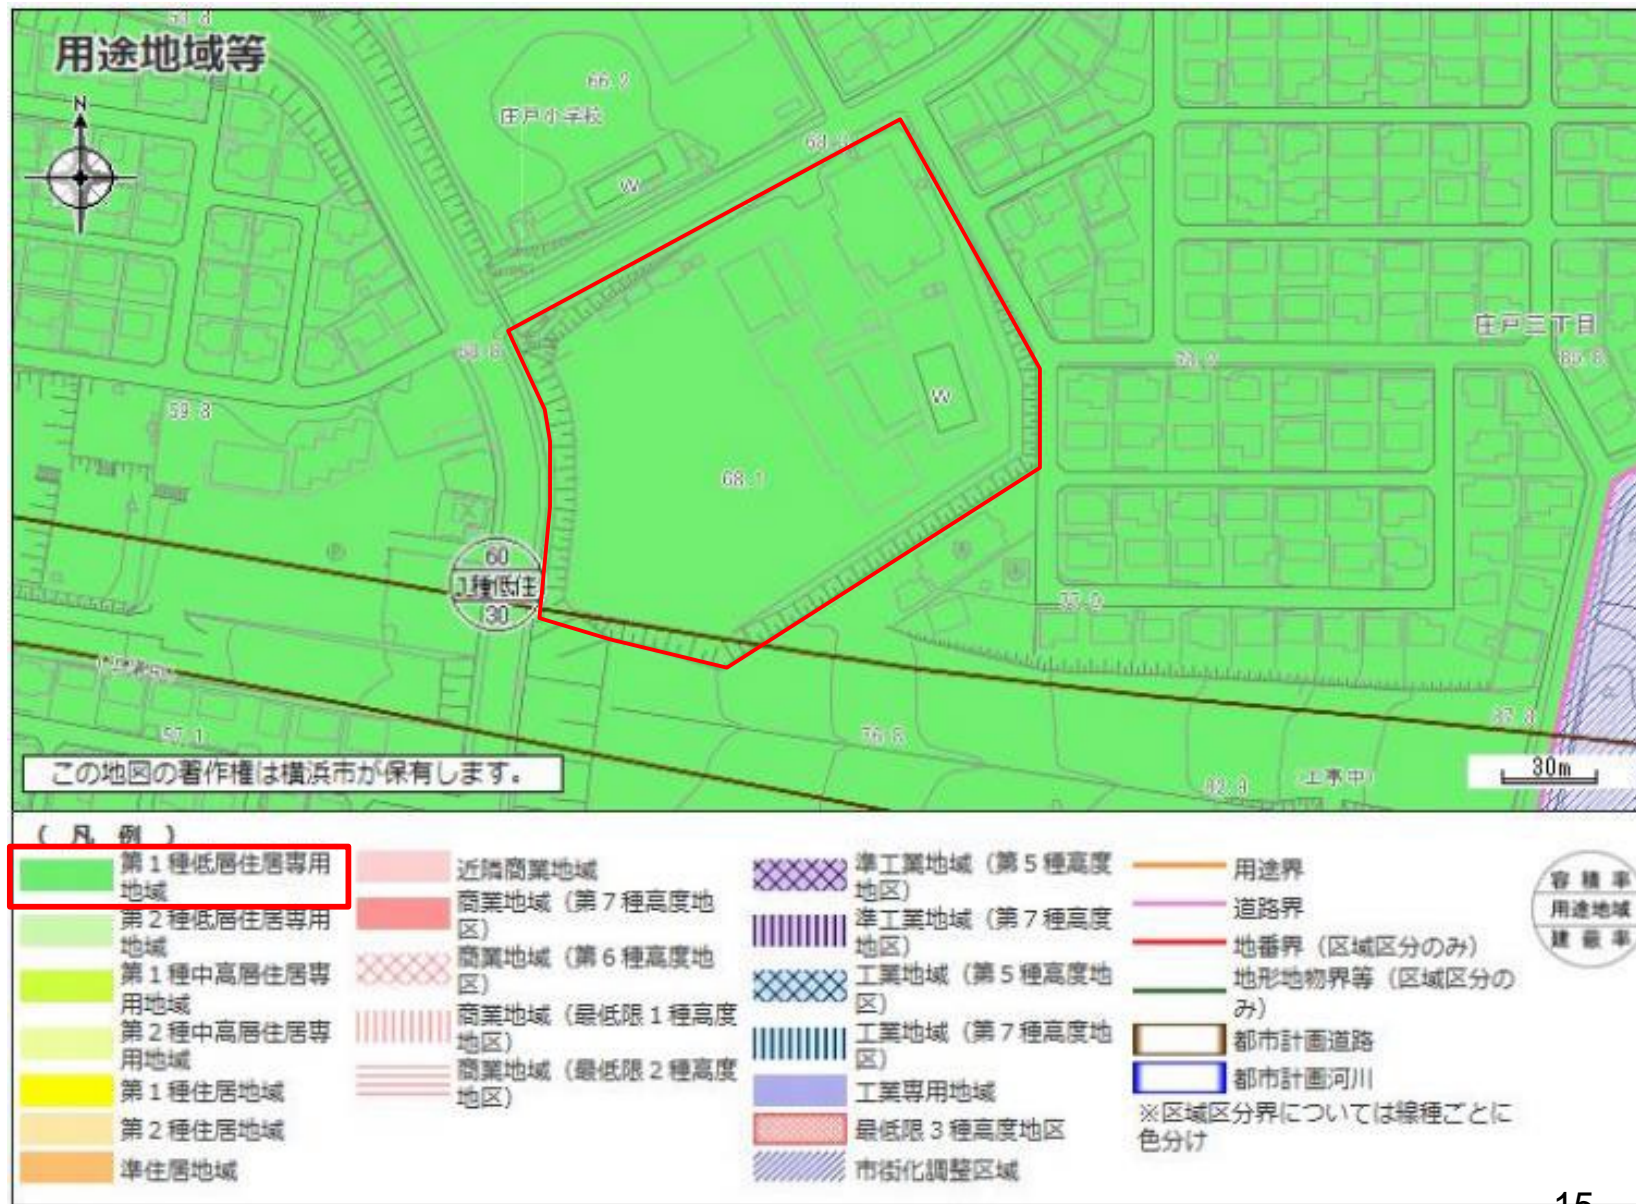 用途地域等
N
66.2
庄戸小学校
W
59.8
庄戸三丁目
W
68.1
60
1種低住
30
57.1
この地図の著作権は横浜市が保有します。
(工事中)
30m
(凡例)
第1種低層住居専用
地域
第2種低層住居専用
地域
第1種中高層住居専
用地域
第2種中高層住居専
用地域
第1種住居地域
第2種住居地域
準住居地域
近隣商業地域
商業地域(第7種高度地
区)
商業地域(第6種高度地
区)
商業地域(最低限1種高度
地区)
商業地域(最低限2種高度
地区)
準工業地域(第5種高度
地区)
準工業地域(第7種高度
地区)
工業地域(第5種高度地
区)
工業地域(第7種高度地
区)
工業専用地域
最低限3種高度地区
市街化調整区域
用途界
道路界
地番界(区域区分のみ)
地形地物界等(区域区分の
み)
都市計画道路
都市計画河川
※区域区分界については線種ごとに
色分け
容積率
用途地域
建蔽率
15